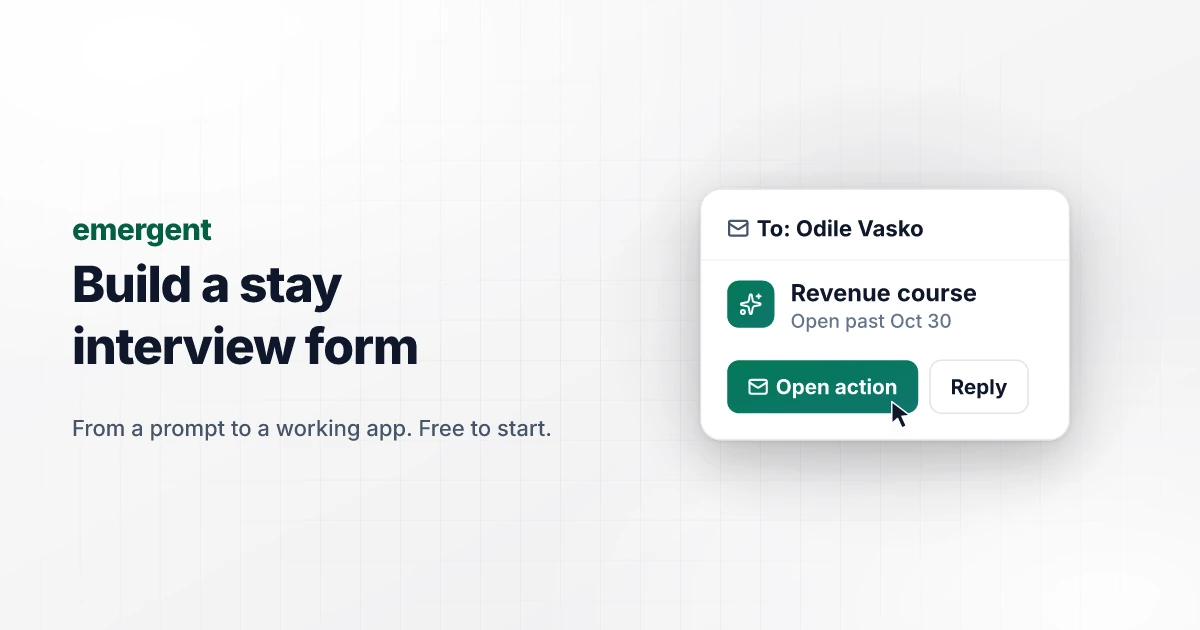 emergent
Build a stay
interview form
From a prompt to a working app. Free to start.
To: Odile Vasko
Revenue course
Open past Oct 30
Open action
Reply